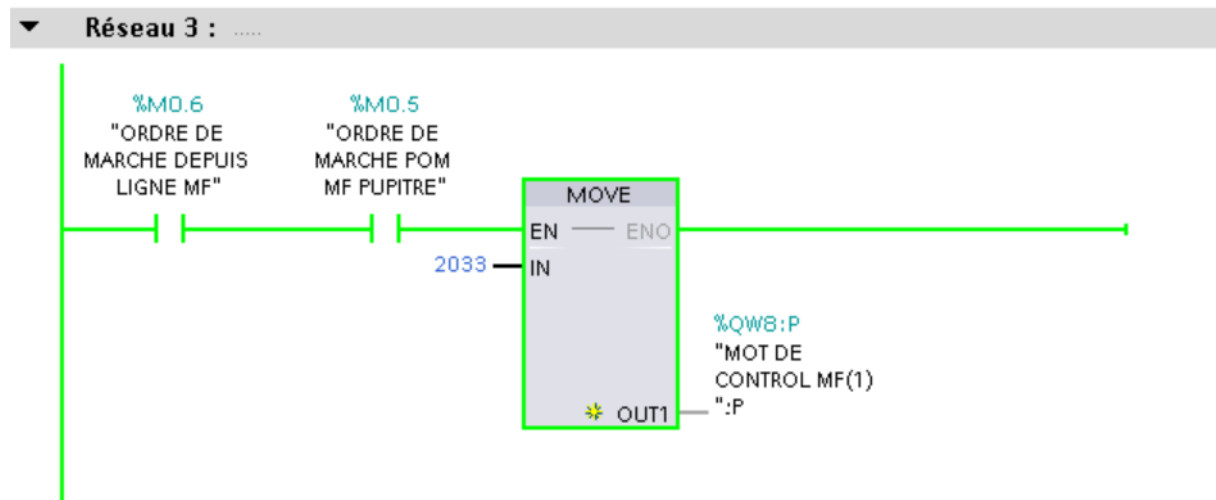 Réseau 3 : .....
%M0.6
"ORDRE DE
MARCHE DEPUIS
LIGNE MF"
%M0.5
"ORDRE DE
MARCHE POM
MF PUPITRE"
MOVE
EN
ENO
2033
IN
%QW8:P
"MOT DE
CONTROL MF(1)
":P
OUT1